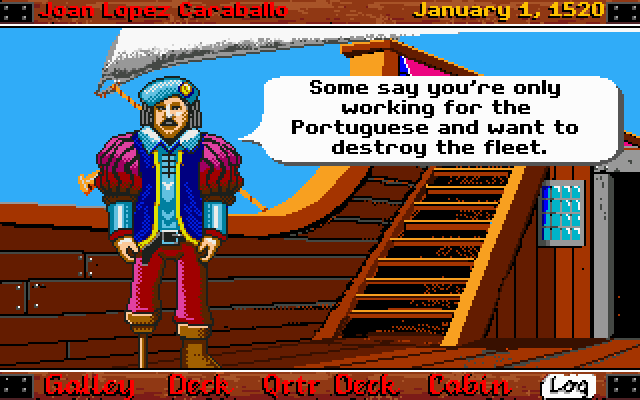 Joan Lopez Caraballo
January 1, 1520
Some say you're only
working for the
Portuguese and want to
destroy the fleet.
Galley Deck Qrtr Deck Cabin Log